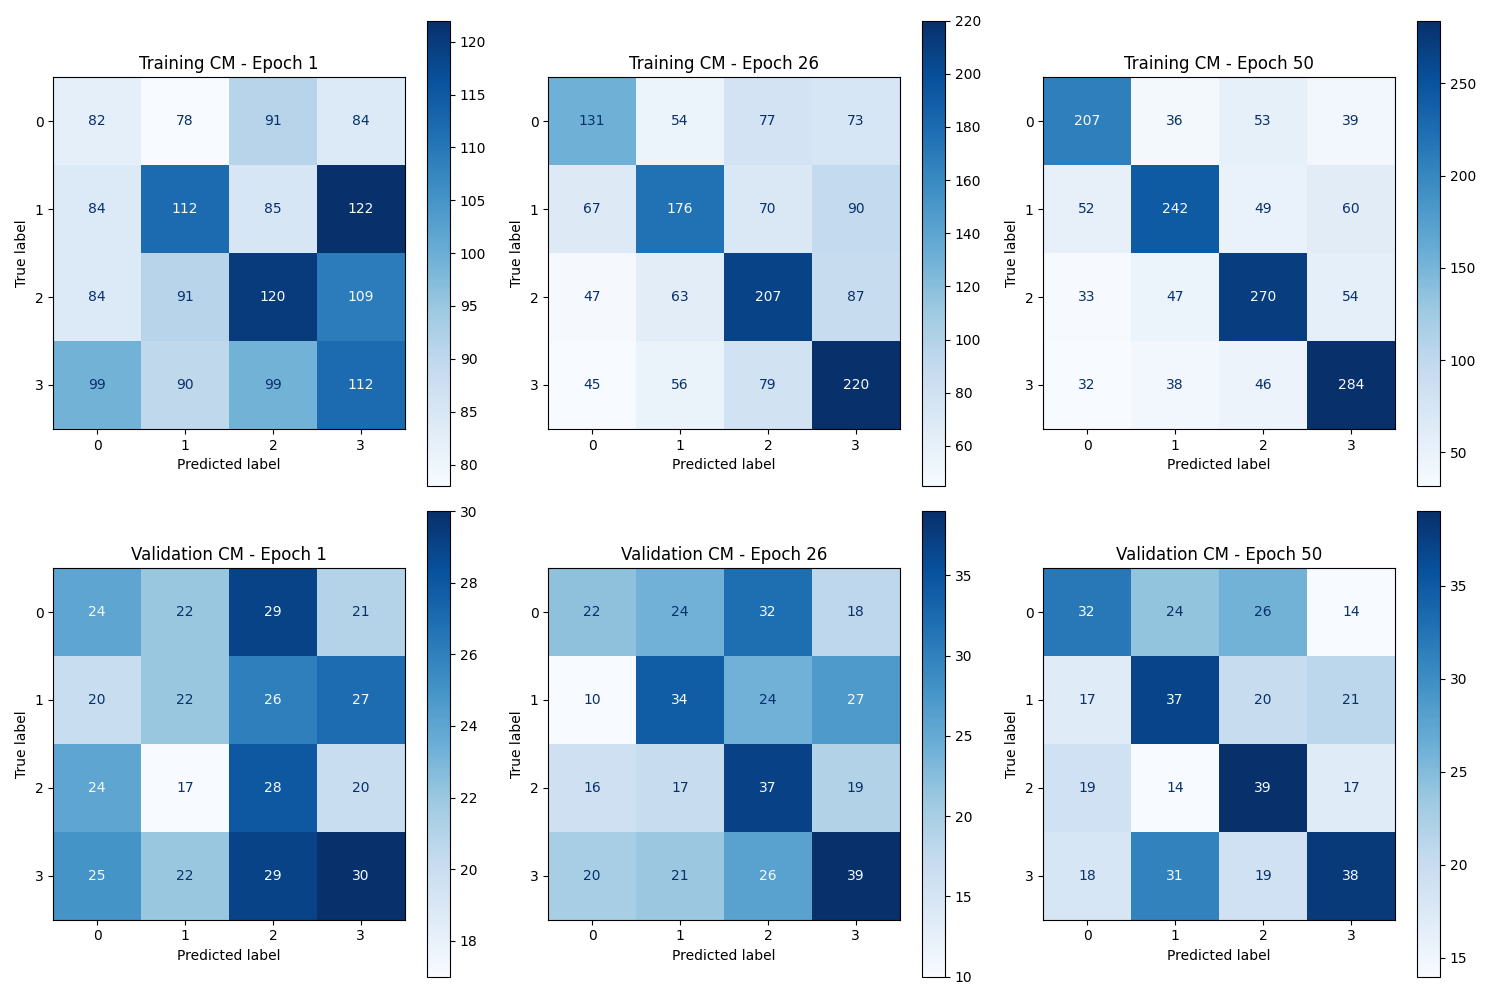 Training CM - Epoch 1
True label
0 82 78 91 84
1 84 112 85 122
2 84 91 120 109
3 99 90 99 112
0 1 2 3
Predicted label
120
115
110
105
100
95
90
85
80
Training CM - Epoch 26
True label
0 131 54 77 73
1 67 176 70 90
2 47 63 207 87
3 45 56 79 220
0 1 2 3
Predicted label
220
200
180
160
140
120
100
80
60
Training CM - Epoch 50
True label
0 207 36 53 39
1 52 242 49 60
2 33 47 270 54
3 32 38 46 284
0 1 2 3
Predicted label
250
200
150
100
50
Validation CM - Epoch 1
True label
0 24 22 29 21
1 20 22 26 27
2 24 17 28 20
3 25 22 29 30
0 1 2 3
Predicted label
30
28
26
24
22
20
18
Validation CM - Epoch 26
True label
0 22 24 32 18
1 10 34 24 27
2 16 17 37 19
3 20 21 26 39
0 1 2 3
Predicted label
35
30
25
20
15
10
Validation CM - Epoch 50
True label
0 32 24 26 14
1 17 37 20 21
2 19 14 39 17
3 18 31 19 38
0 1 2 3
Predicted label
35
30
25
20
15